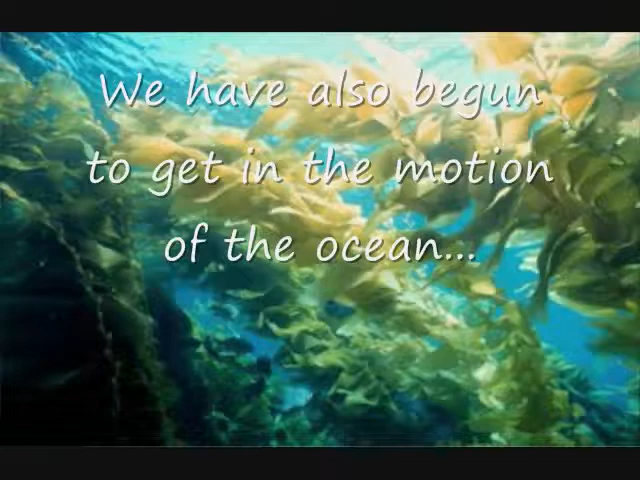 We have also begun
to get in the motion
of the ocean...